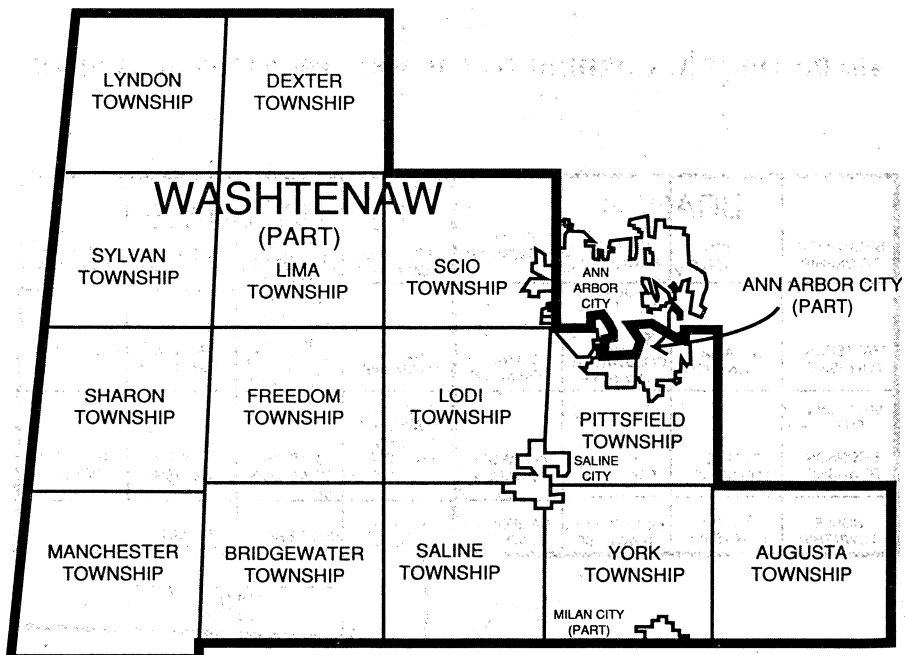 LYNDON
TOWNSHIP
DEXTER
TOWNSHIP
WASHTENAW
(PART)
SYLVAN
TOWNSHIP
LIMA
TOWNSHIP
SCIO
TOWNSHIP
ANN
ARBOR
CITY
ANN ARBOR CITY
(PART)
SHARON
TOWNSHIP
FREEDOM
TOWNSHIP
LODI
TOWNSHIP
PITTSFIELD
TOWNSHIP
SALINE
CITY
MANCHESTER
TOWNSHIP
BRIDGEWATER
TOWNSHIP
SALINE
TOWNSHIP
YORK
TOWNSHIP
AUGUSTA
TOWNSHIP
MILAN CITY
(PART)